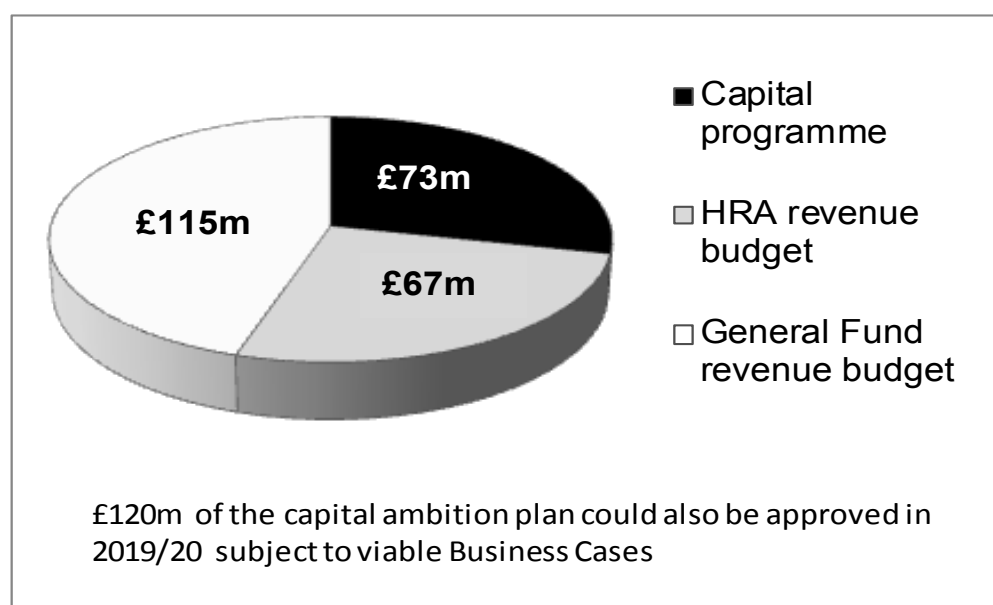 £73m
£115m
£67m
Capital
programme
HRA revenue
budget
General Fund
revenue budget
£120m of the capital ambition plan could also be approved in
2019/20 subject to viable Business Cases